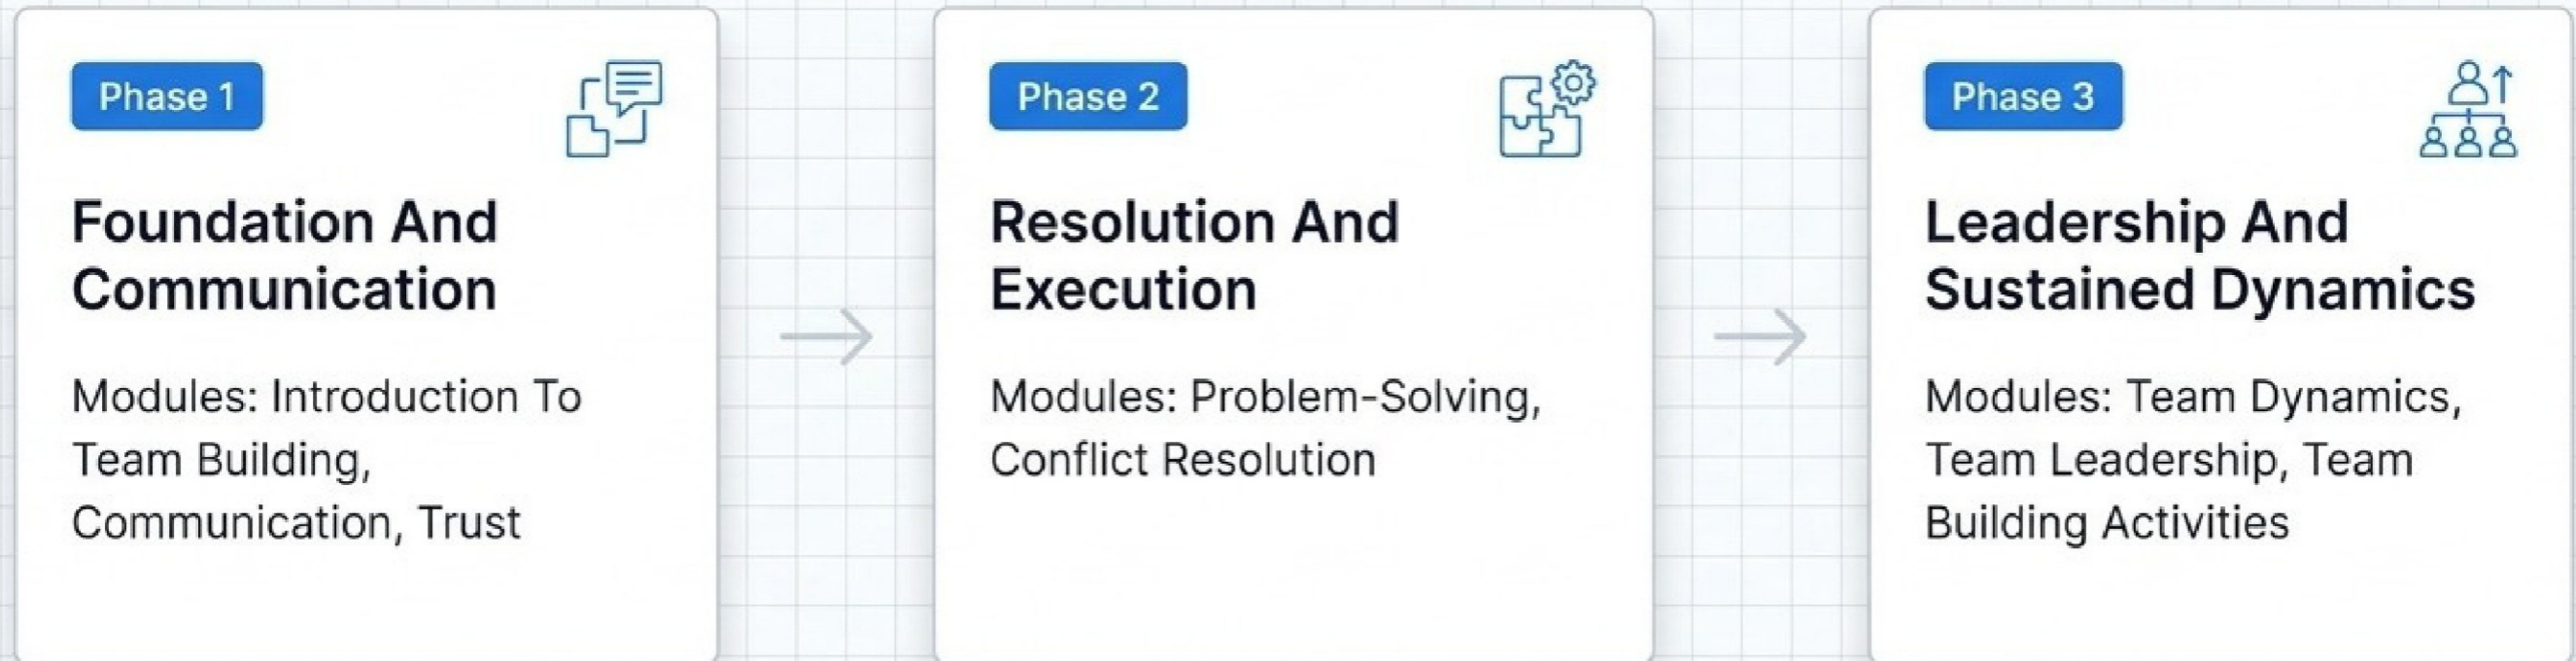 Phase 1
Foundation And
Communication
Modules: Introduction To
Team Building,
Communication, Trust
Phase 2
Resolution And
Execution
Modules: Problem-Solving,
Conflict Resolution
Phase 3
Leadership And
Sustained Dynamics
Modules: Team Dynamics,
Team Leadership, Team
Building Activities